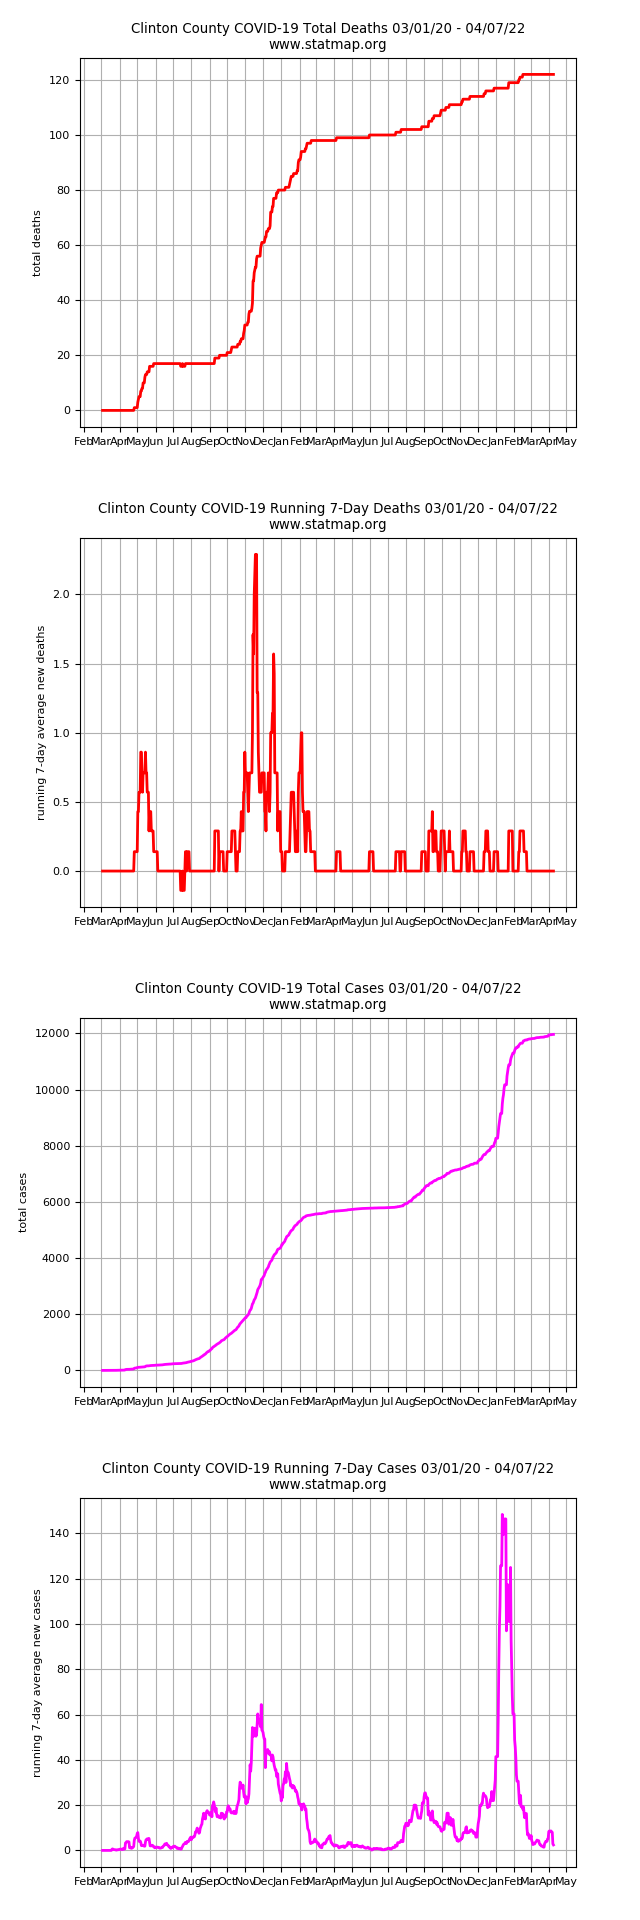 Clinton County COVID-19 Total Deaths 03/01/20 - 04/07/22
www.statmap.org
120
100
80
60
40
20
0
total deaths
Feb Mar Apr May Jun Jul Aug Sep Oct Nov Dec Jan Feb Mar Apr May Jun Jul Aug Sep Oct Nov Dec Jan Feb Mar Apr May
Clinton County COVID-19 Running 7-Day Deaths 03/01/20 - 04/07/22
www.statmap.org
2.0
1.5
1.0
0.5
0.0
running 7-day average new deaths
Feb Mar Apr May Jun Jul Aug Sep Oct Nov Dec Jan Feb Mar Apr May Jun Jul Aug Sep Oct Nov Dec Jan Feb Mar Apr May
Clinton County COVID-19 Total Cases 03/01/20 - 04/07/22
www.statmap.org
12000
10000
8000
6000
4000
2000
0
total cases
Feb Mar Apr May Jun Jul Aug Sep Oct Nov Dec Jan Feb Mar Apr May Jun Jul Aug Sep Oct Nov Dec Jan Feb Mar Apr May
Clinton County COVID-19 Running 7-Day Cases 03/01/20 - 04/07/22
www.statmap.org
140
120
100
80
60
40
20
0
running 7-day average new cases
Feb Mar Apr May Jun Jul Aug Sep Oct Nov Dec Jan Feb Mar Apr May Jun Jul Aug Sep Oct Nov Dec Jan Feb Mar Apr May